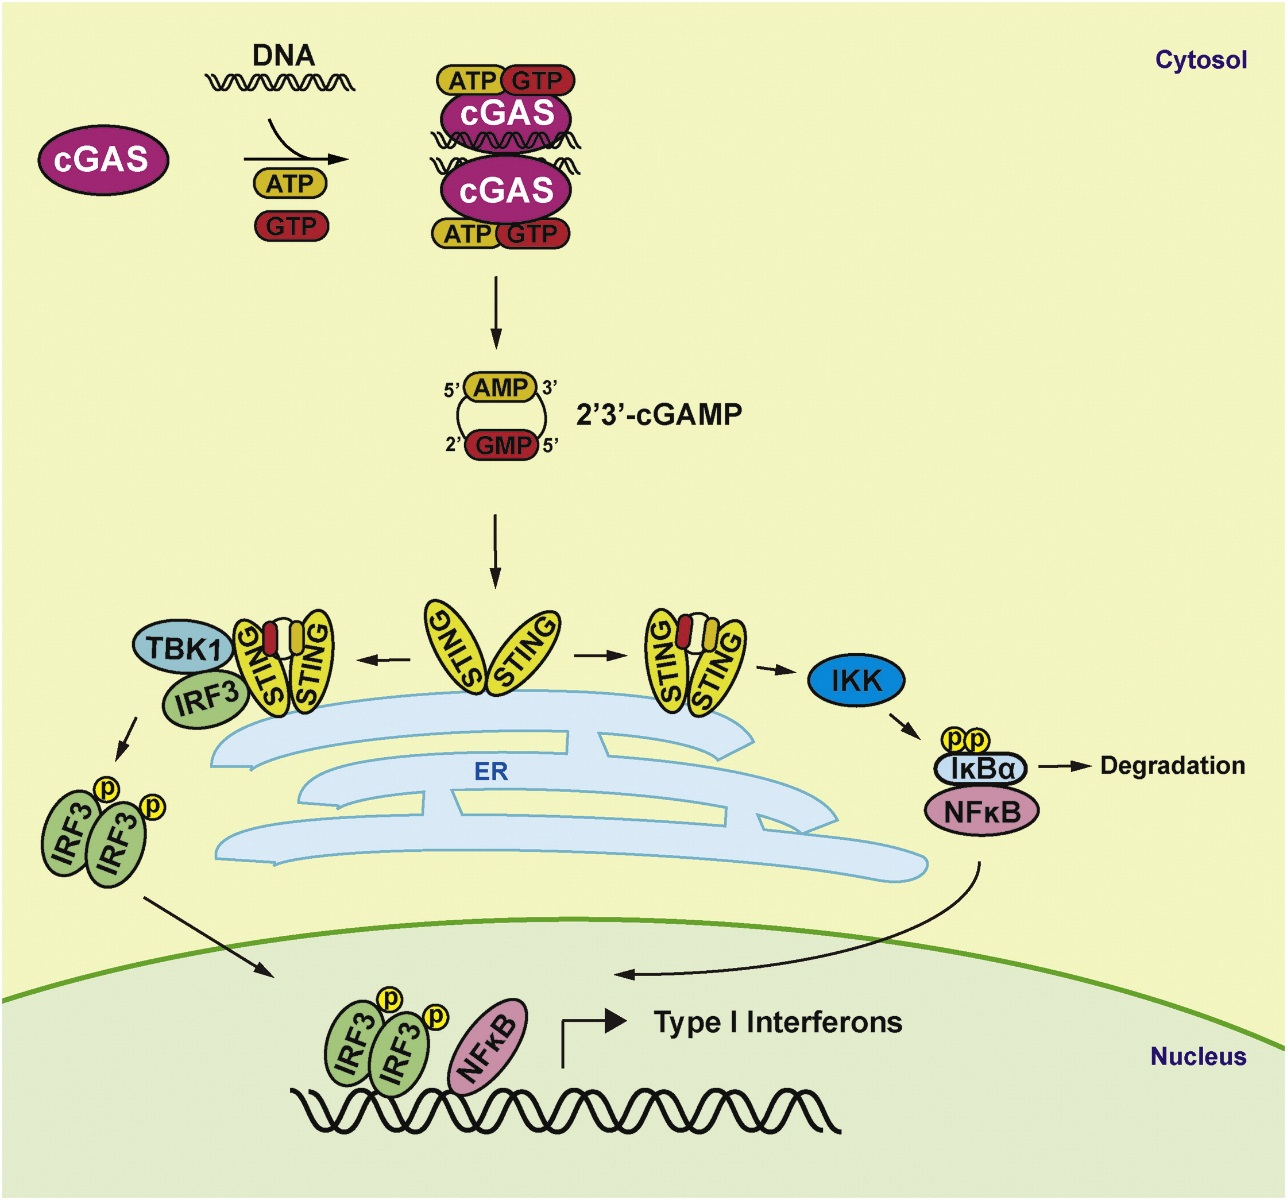 DNA
Cytosol
cGAS
ATP
GTP
ATP GTP
cGAS
cGAS
ATP GTP
5’ AMP 3’
2’ GMP 5’
2’3’-cGAMP
TBK1
IRF3
STING
STING
STING
STING
STING
STING
IKK
ER
p p
IκBα
NFκB
Degradation
IRF3
p
IRF3
p
IRF3
p
IRF3
p
NFκB
Type I Interferons
Nucleus